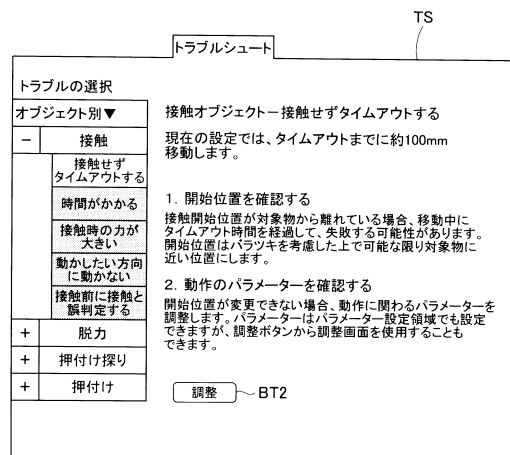 TS
トラブルシュート
トラブルの選択
オブジェクト別▼
− 接触
接触せず
タイムアウトする
時間がかかる
接触時の力が
大きい
動かしたい方向
に動かない
接触前に接触と
誤判定する
+ 脱力
+ 押付け探り
+ 押付け
接触オブジェクト－接触せずタイムアウトする
現在の設定では、タイムアウトまでに約100mm
移動します。
1. 開始位置を確認する
接触開始位置が対象物から離れている場合、移動中に
タイムアウト時間を経過して、失敗する可能性があります。
開始位置はバラツキを考慮した上で可能な限り対象物に
近い位置にします。
2. 動作のパラメーターを確認する
開始位置が変更できない場合、動作に関わるパラメーターを
調整します。パラメーターはパラメーター設定領域でも設定
できますが、調整ボタンから調整画面を使用することも
できます。
調整 BT2